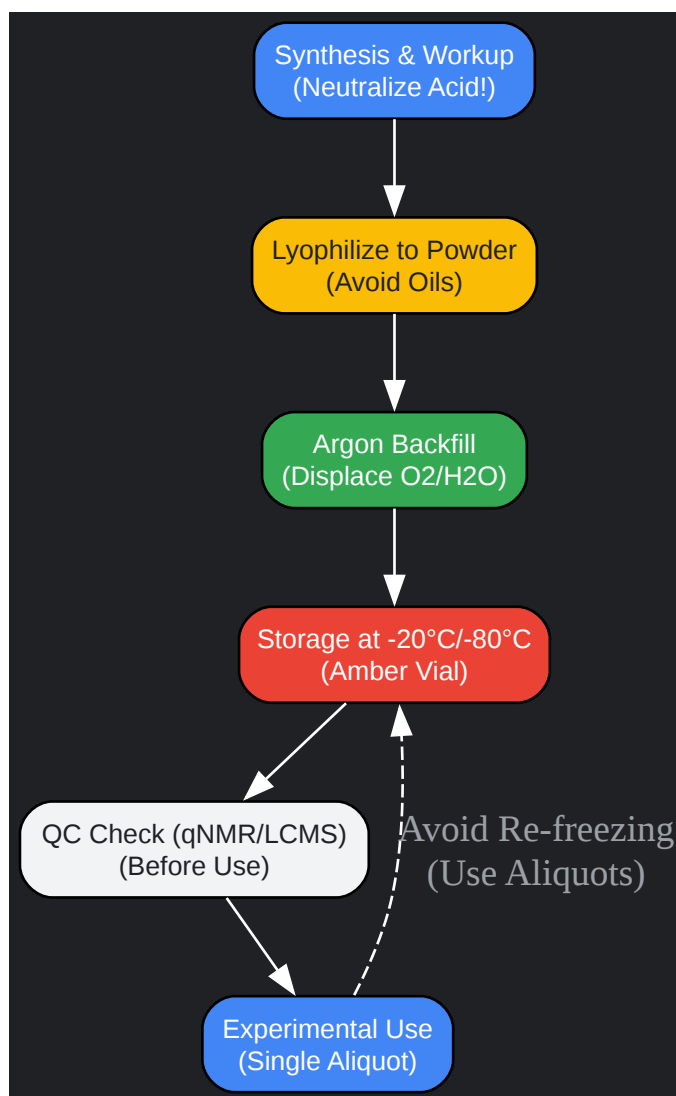 Synthesis & Workup
(Neutralize Acid!)
Lyophilize to Powder
(Avoid Oils)
Argon Backfill
(Displace O2/H2O)
Storage at -20°C/-80°C
(Amber Vial)
QC Check (qNMR/LCMS)
(Before Use)
Avoid Re-freezing
(Use Aliquots)
Experimental Use
(Single Aliquot)